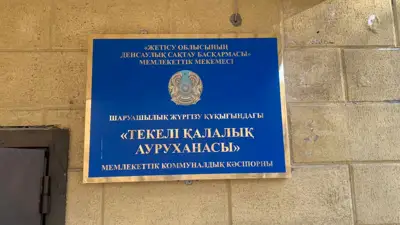 «ЖЕТІСУ ОБЛЫСЫНЫҢ
ДЕНСАУЛЫҚ САҚТАУ БАСҚАРМАСЫ»
МЕМЛЕКЕТТІК МЕКЕМЕСІ
ШАРУАШЫЛЫҚ ЖҮРГІЗУ ҚҰҚЫҒЫНДАҒЫ
«ТЕКЕЛІ ҚАЛАЛЫҚ
АУРУХАНАСЫ»
МЕМЛЕКЕТТІК КОММУНАЛДЫҚ КӘСІПОРНЫ